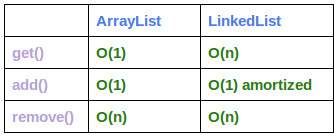 ArrayList LinkedList
get() O(1) O(n)
add() O(1) O(1) amortized
remove() O(n) O(n)